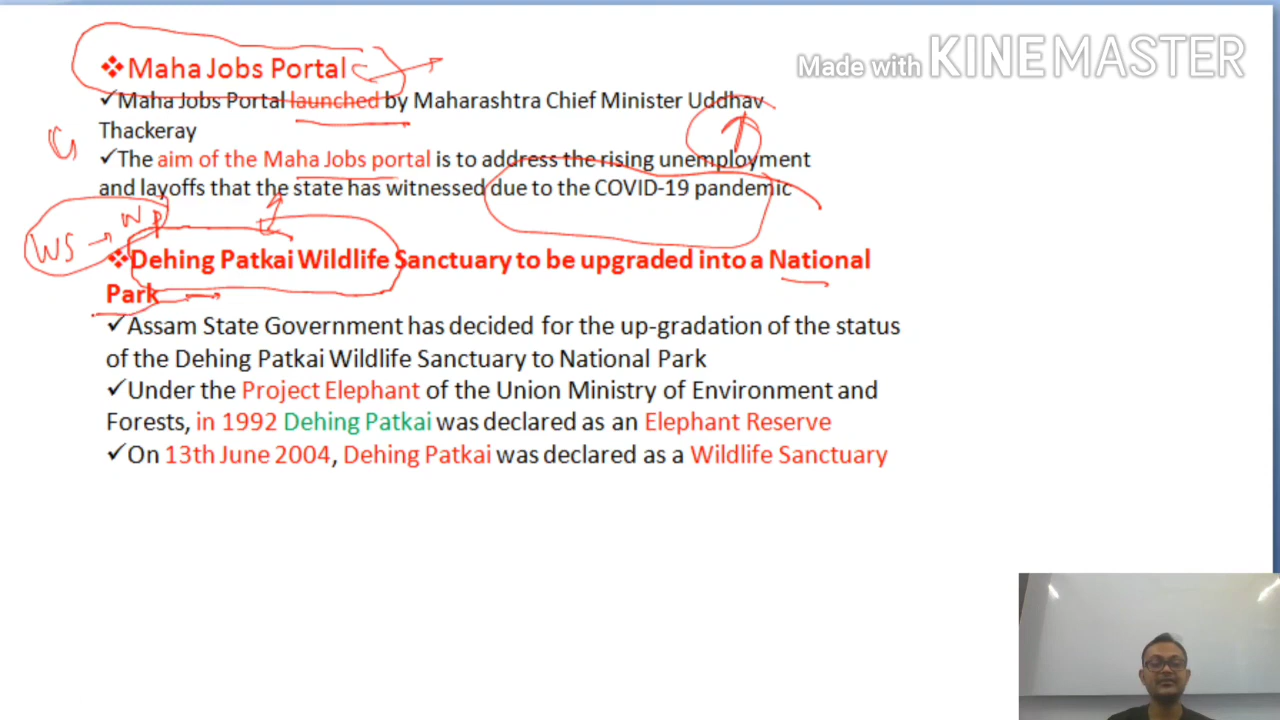 Made with KINEMASTER
❖Maha Jobs Portal
✓Maha Jobs Portal launched by Maharashtra Chief Minister Uddhav
Thackeray
✓The aim of the Maha Jobs portal is to address the rising unemployment
and layoffs that the state has witnessed due to the COVID-19 pandemic
WS → NP
❖Dehing Patkai Wildlife Sanctuary to be upgraded into a National
Park
✓Assam State Government has decided for the up-gradation of the status
of the Dehing Patkai Wildlife Sanctuary to National Park
✓Under the Project Elephant of the Union Ministry of Environment and
Forests, in 1992 Dehing Patkai was declared as an Elephant Reserve
✓On 13th June 2004, Dehing Patkai was declared as a Wildlife Sanctuary